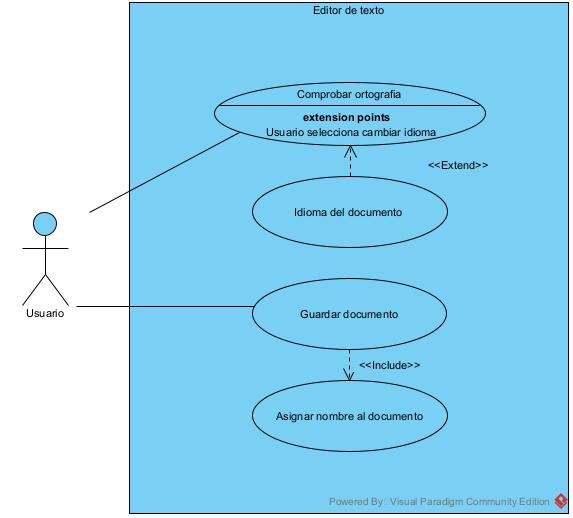 Editor de texto
Comprobar ortografia
extension points
Usuario selecciona cambiar idioma
<<Extend>>
Idioma del documento
Usuario
Guardar documento
<<Include>>
Asignar nombre al documento
Powered By: Visual Paradigm Community Edition